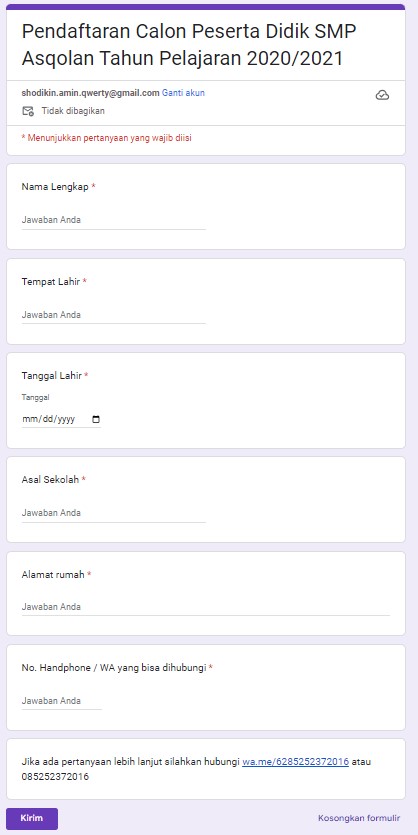 Pendaftaran Calon Peserta Didik SMP
Asqolan Tahun Pelajaran 2020/2021
shodikin.amin.qwerty@gmail.com Ganti akun
Tidak dibagikan
* Menunjukkan pertanyaan yang wajib diisi
Nama Lengkap *
Jawaban Anda
Tempat Lahir *
Jawaban Anda
Tanggal Lahir *
Tanggal
mm/dd/yyyy
Asal Sekolah *
Jawaban Anda
Alamat rumah *
Jawaban Anda
No. Handphone / WA yang bisa dihubungi *
Jawaban Anda
Jika ada pertanyaan lebih lanjut silahkan hubungi wa.me/6285252372016 atau
085252372016
Kirim
Kosongkan formulir